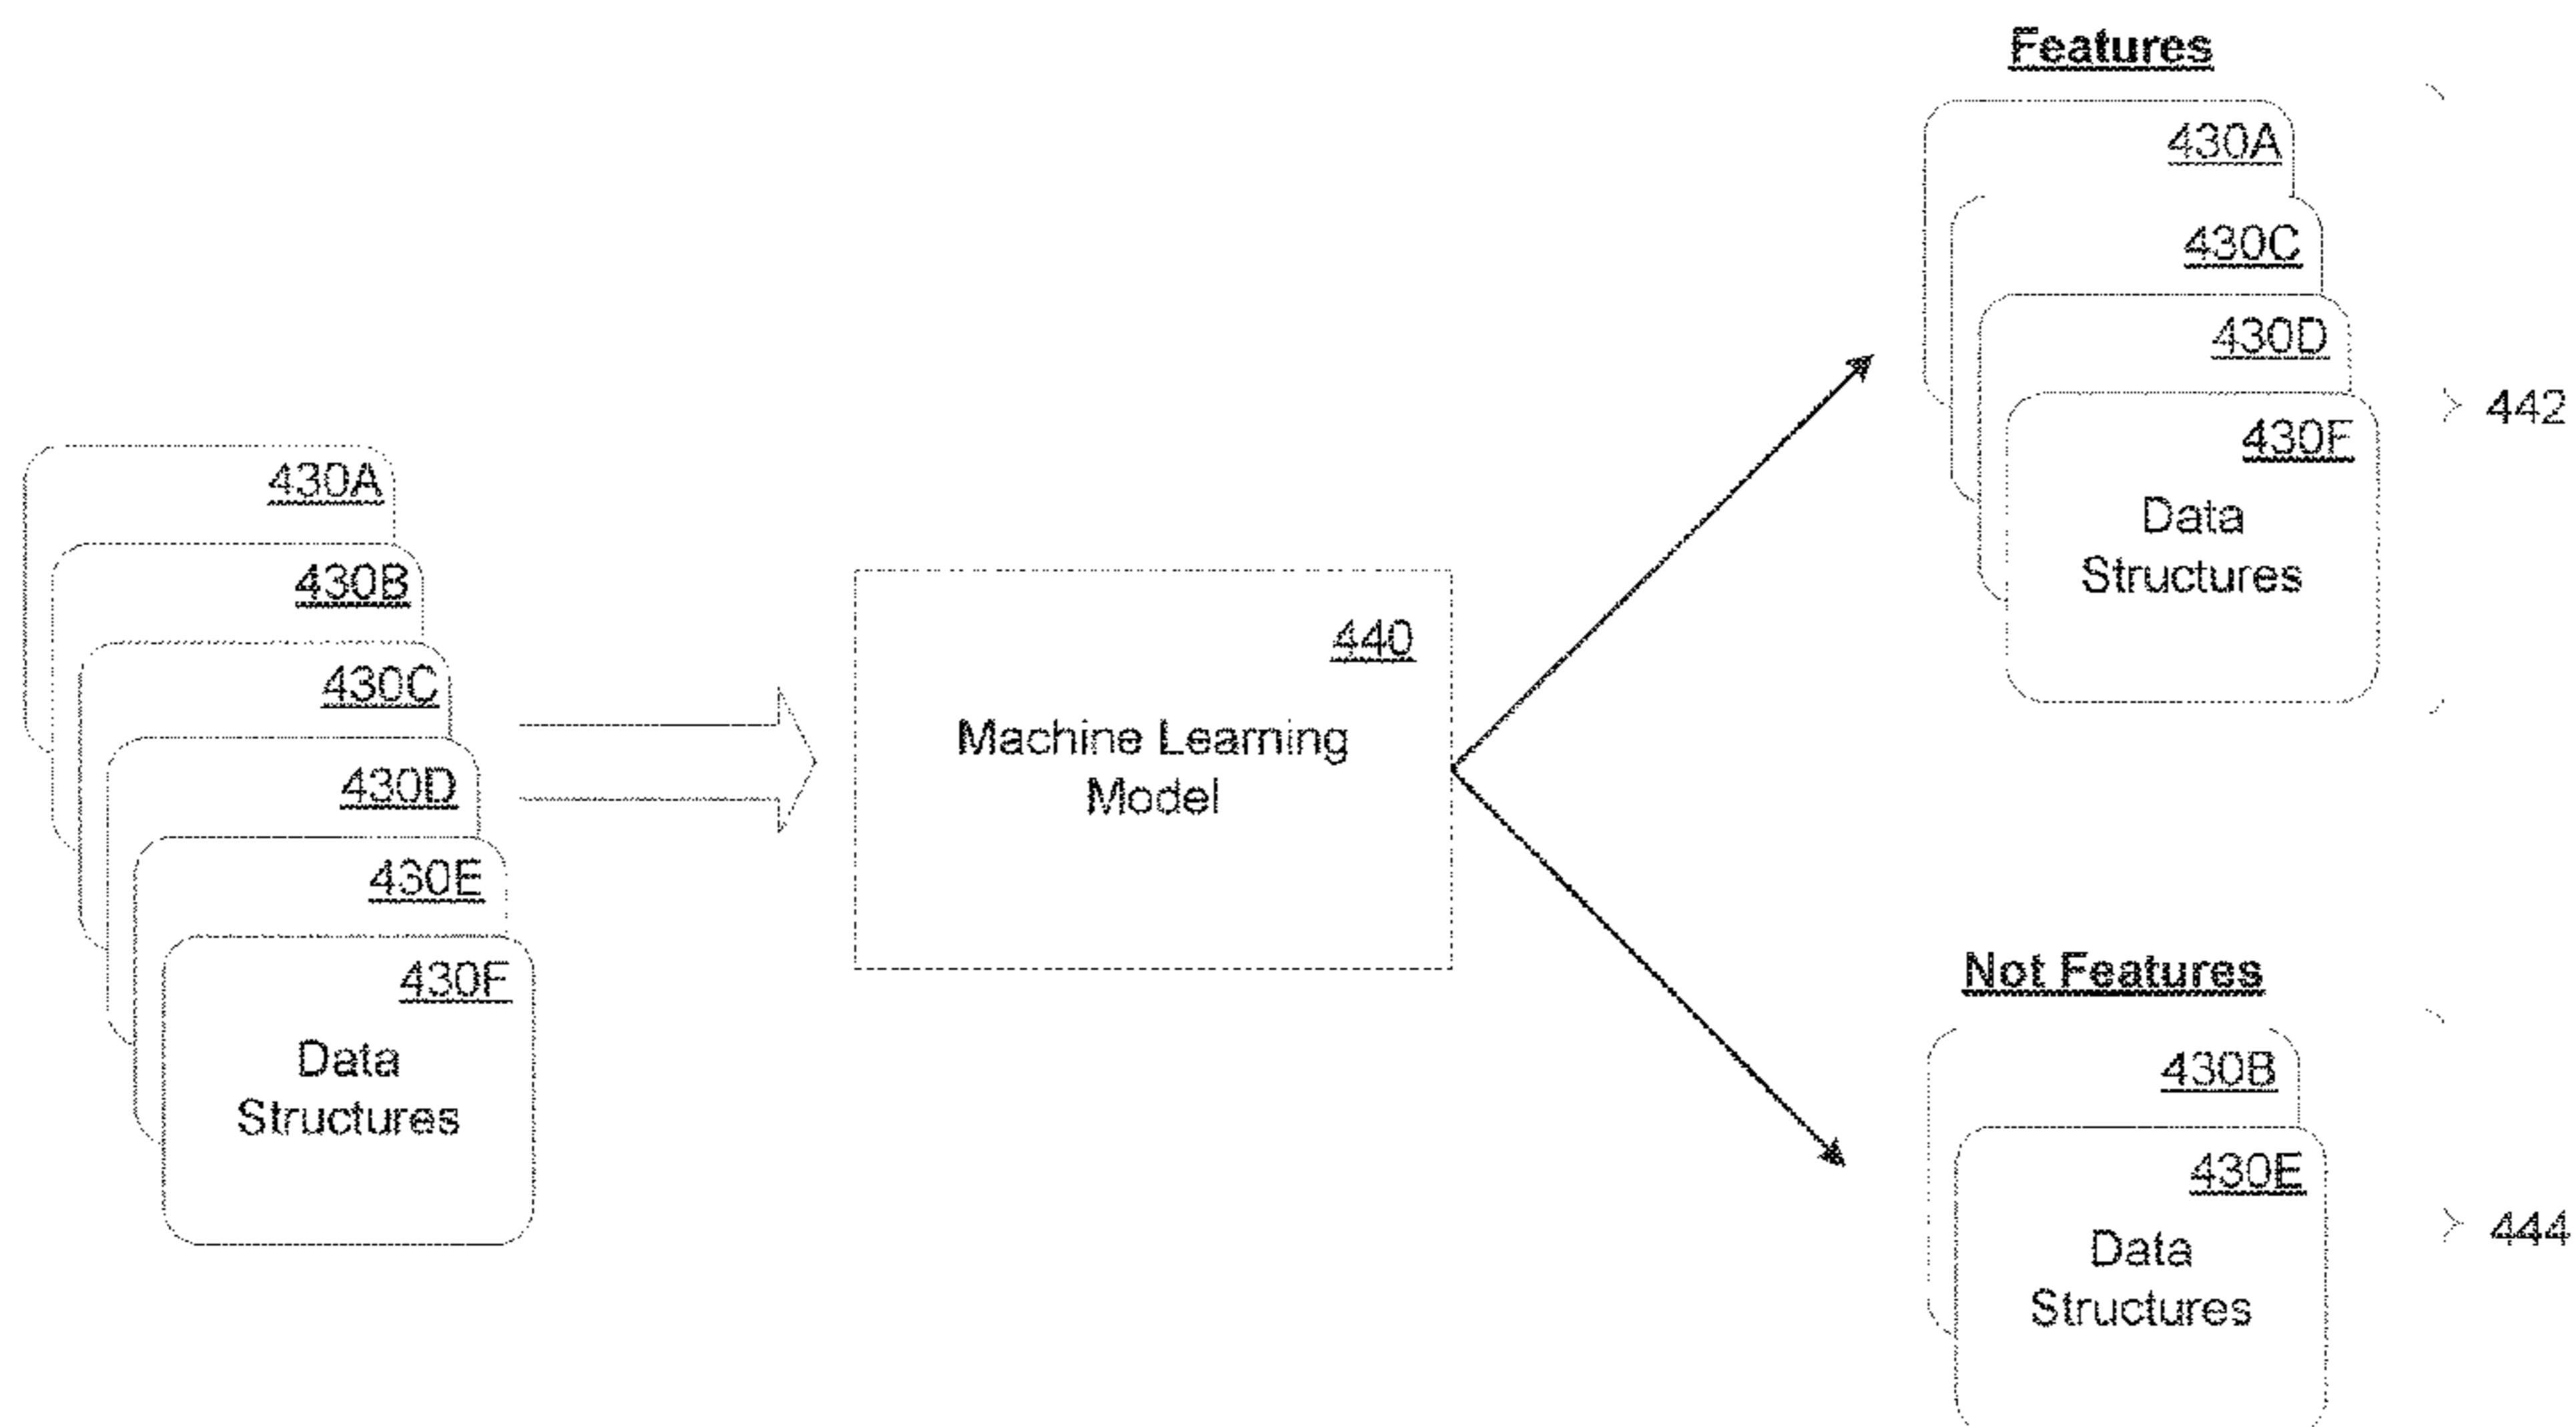 430A
430B
430C
430D
430E
430F
Data
Structures
440
Machine Learning
Model
Features
430A
430C
430D
430F
Data
Structures
442
Not Features
430B
430E
Data
Structures
444